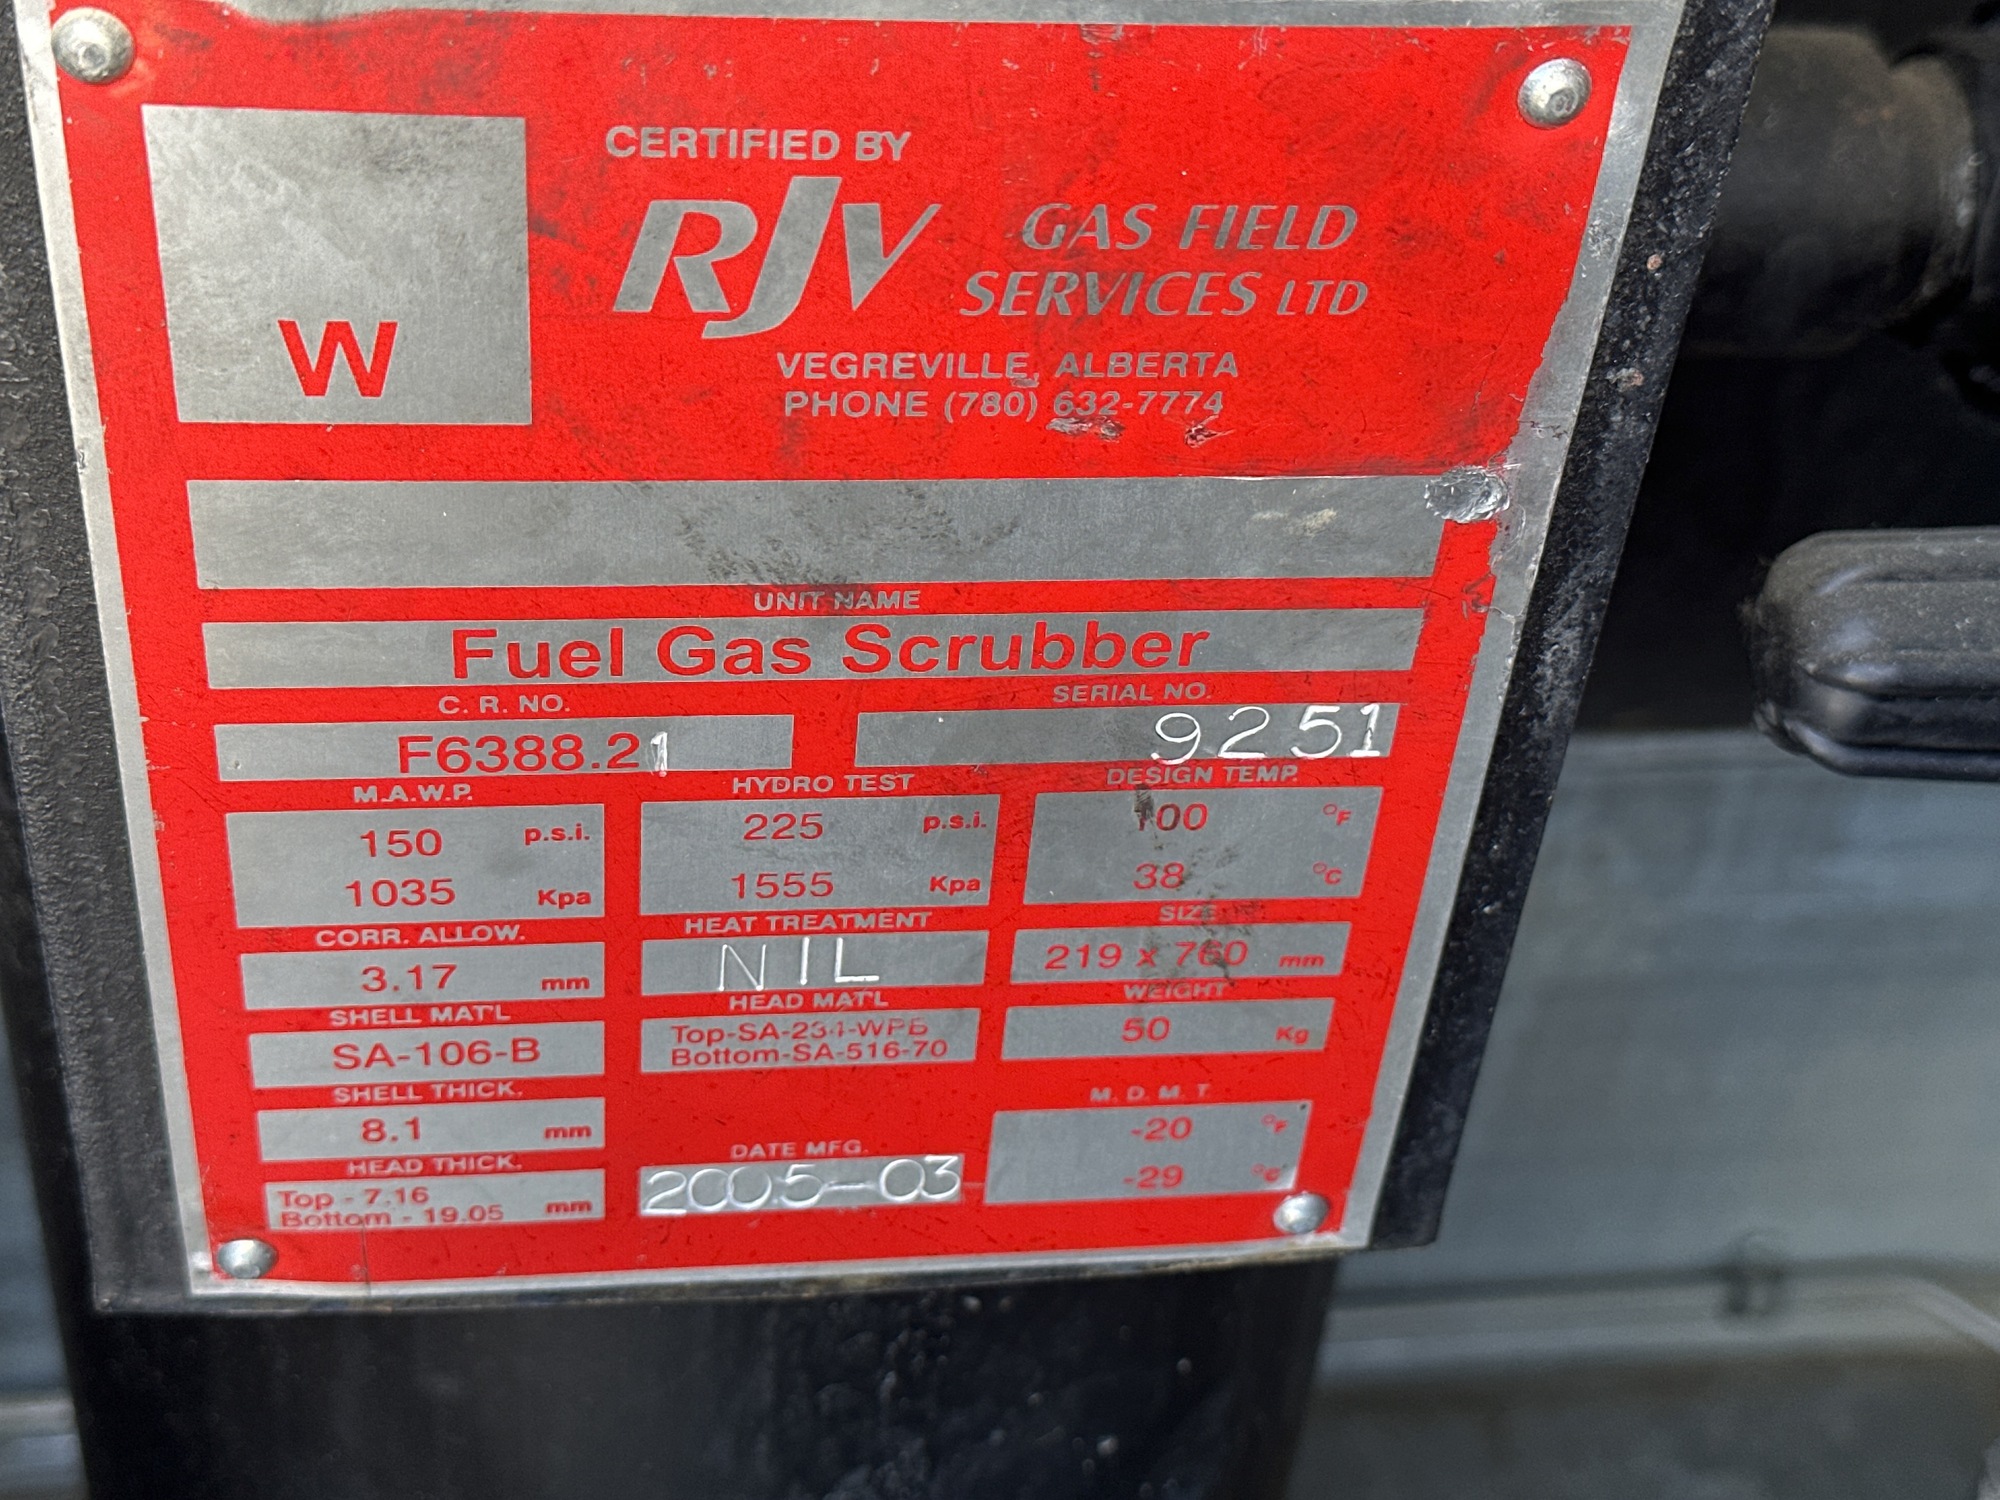 W
CERTIFIED BY
RJV GAS FIELD
SERVICES LTD
VEGREVILLE, ALBERTA
PHONE (780) 632-7774
UNIT NAME
Fuel Gas Scrubber
C. R. NO.
SERIAL NO.
F6388.21
9251
M.A.W.P.
HYDRO TEST
DESIGN TEMP.
150 p.s.i.
225 p.s.i.
100 °F
1035 Kpa
1555 Kpa
38 °C
CORR. ALLOW.
HEAT TREATMENT
SIZE
3.17 mm
NIL
219 x 760 mm
SHELL MAT'L
HEAD MAT'L
WEIGHT
SA-106-B
Top-SA-234-WPB
Bottom-SA-516-70
50 Kg
SHELL THICK.
M. D. M. T.
8.1 mm
-20 °F
HEAD THICK.
DATE MFG.
-29 °C
Top - 7.16
Bottom - 19.05 mm
2005-03